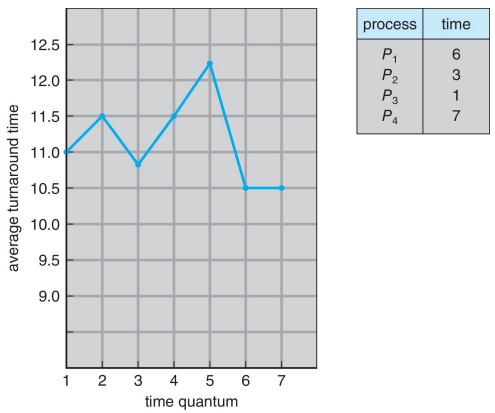 average turnaround time
12.5
12.0
11.5
11.0
10.5
10.0
9.5
9.0
1 2 3 4 5 6 7
time quantum
process time
P1 6
P2 3
P3 1
P4 7